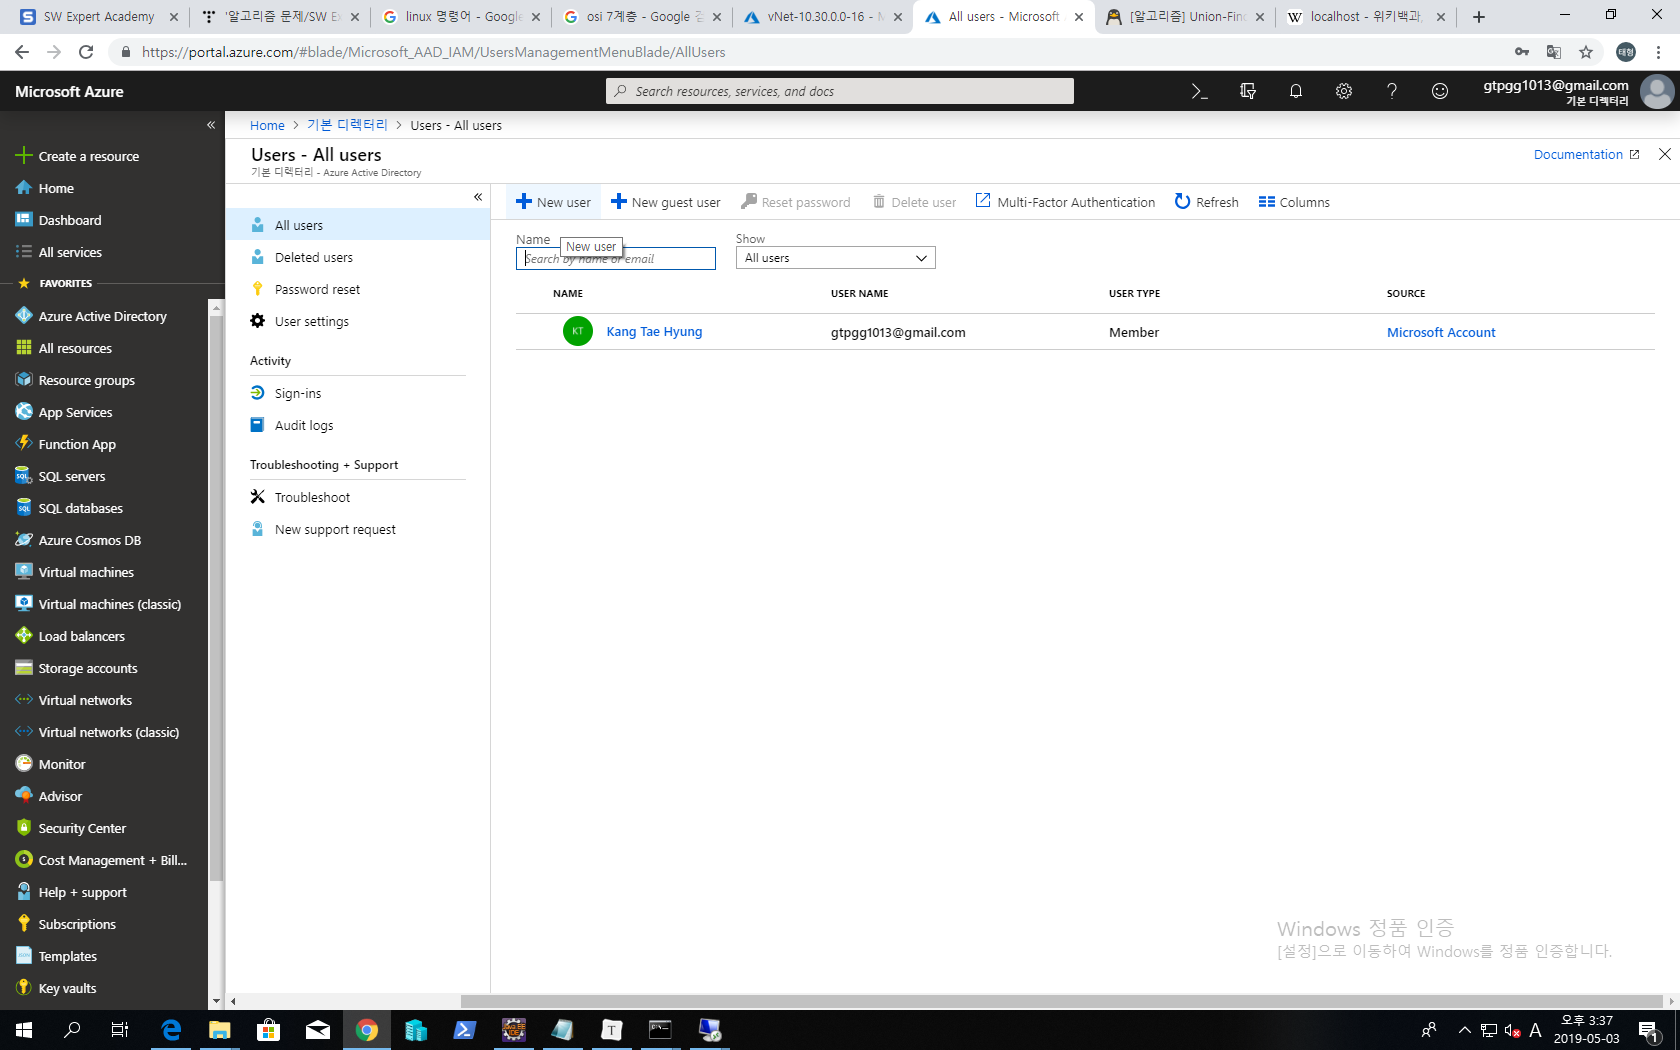 SW Expert Academy
'알고리즘 문제/SW Ex
linux 명령어 - Google
osi 7계층 - Google 검
vNet-10.30.0.0-16 - M
All users - Microsoft
[알고리즘] Union-Fin
localhost - 위키백과,
https://portal.azure.com/#blade/Microsoft_AAD_IAM/UsersManagementMenuBlade/AllUsers
태형
Microsoft Azure
Search resources, services, and docs
gtpgg1013@gmail.com
기본 디렉터리
Home > 기본 디렉터리 > Users - All users
Users - All users
기본 디렉터리 - Azure Active Directory
Documentation
Create a resource
Home
Dashboard
All services
FAVORITES
Azure Active Directory
All resources
Resource groups
App Services
Function App
SQL servers
SQL databases
Azure Cosmos DB
Virtual machines
Virtual machines (classic)
Load balancers
Storage accounts
Virtual networks
Virtual networks (classic)
Monitor
Advisor
Security Center
Cost Management + Bill...
Help + support
Subscriptions
Templates
Key vaults
All users
Deleted users
Password reset
User settings
Activity
Sign-ins
Audit logs
Troubleshooting + Support
Troubleshoot
New support request
New user
New guest user
Reset password
Delete user
Multi-Factor Authentication
Refresh
Columns
Name
New user
Search by name or email
Show
All users
NAME USER NAME USER TYPE SOURCE
KT Kang Tae Hyung gtpgg1013@gmail.com Member Microsoft Account
Windows 정품 인증
[설정]으로 이동하여 Windows를 정품 인증합니다.
A
오후 3:37
2019-05-03
1